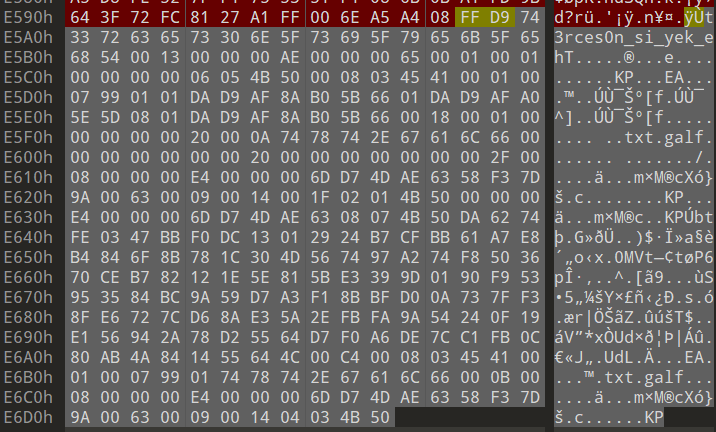 E590h 64 3F 72 FC 81 27 A1 FF 06 6E A5 A4 08 FF D9 74 d?rü.'¡ÿ.n¥¤.ÿÙt
E5A0h 33 72 63 65 73 30 6E 5F 73 69 5F 79 65 6B 5F 65 3rces0n_si_yek_e
E5B0h 68 54 00 13 00 00 00 AE 00 00 00 65 00 01 00 01 hT.....®...e....
E5C0h 00 00 00 00 06 05 4B 50 00 08 03 45 41 00 01 00 ......KP...EA...
E5D0h 07 99 01 01 DA D9 AF 8A B0 5B 66 01 DA D9 AF A0 .™..ÚÙ¯Š°[f.ÚÙ¯
E5E0h 5E 5D 08 01 DA D9 AF 8A B0 5B 66 00 18 00 01 00 ^]..ÚÙ¯Š°[f.....
E5F0h 00 00 00 00 20 00 0A 74 78 74 2E 67 61 6C 66 00 .... ..txt.galf.
E600h 00 00 00 00 00 20 00 00 00 00 00 00 00 00 2F 00 ..... ......../.
E610h 08 00 00 00 E4 00 00 00 6D D7 4D AE 63 58 F3 7D ....ä...m×M®cXó}
E620h 9A 00 63 00 09 00 14 00 1F 02 01 4B 50 00 00 00 š.c........KP...
E630h E4 00 00 00 6D D7 4D AE 63 08 07 4B 50 DA 62 74 ä...m×M®c..KPÚbt
E640h FE 03 47 BB F0 DC 13 01 29 24 B7 CF BB 61 A7 E8 þ.G»ðÜ..)$·Ï»a§è
E650h B4 84 6F 8B 78 1C 30 4D 56 74 97 A2 74 F8 50 36 ´„o‹x.0MVt—¢tøP6
E660h 70 CE B7 82 12 1E 5E 81 5B E3 39 9D 01 90 F9 53 pÎ·‚..^.[ã9...ùS
E670h 95 35 84 BC 9A 59 D7 A3 F1 8B BF D0 0A 73 7F F3 •5„¼šY×£ñ‹¿Ð.s.ó
E680h 8F E6 72 7C D6 8A E3 5A 2E FB FA 9A 54 24 0F 19 .ær|ÖŠãZ.ûúšT$..
E690h E1 56 94 2A 78 D2 55 64 D7 F0 A6 DE 7C C1 FB 0C áV”*xÒUd×ð¦Þ|Áû.
E6A0h 80 AB 4A 84 14 55 64 4C 00 C4 00 08 03 45 41 00 €«J„.UdL.Ä...EA.
E6B0h 01 00 07 99 01 74 78 74 2E 67 61 6C 66 00 0B 00 ...™.txt.galf...
E6C0h 08 00 00 00 E4 00 00 00 6D D7 4D AE 63 58 F3 7D ....ä...m×M®cXó}
E6D0h 9A 00 63 00 09 00 14 04 03 4B 50 š.c......KP